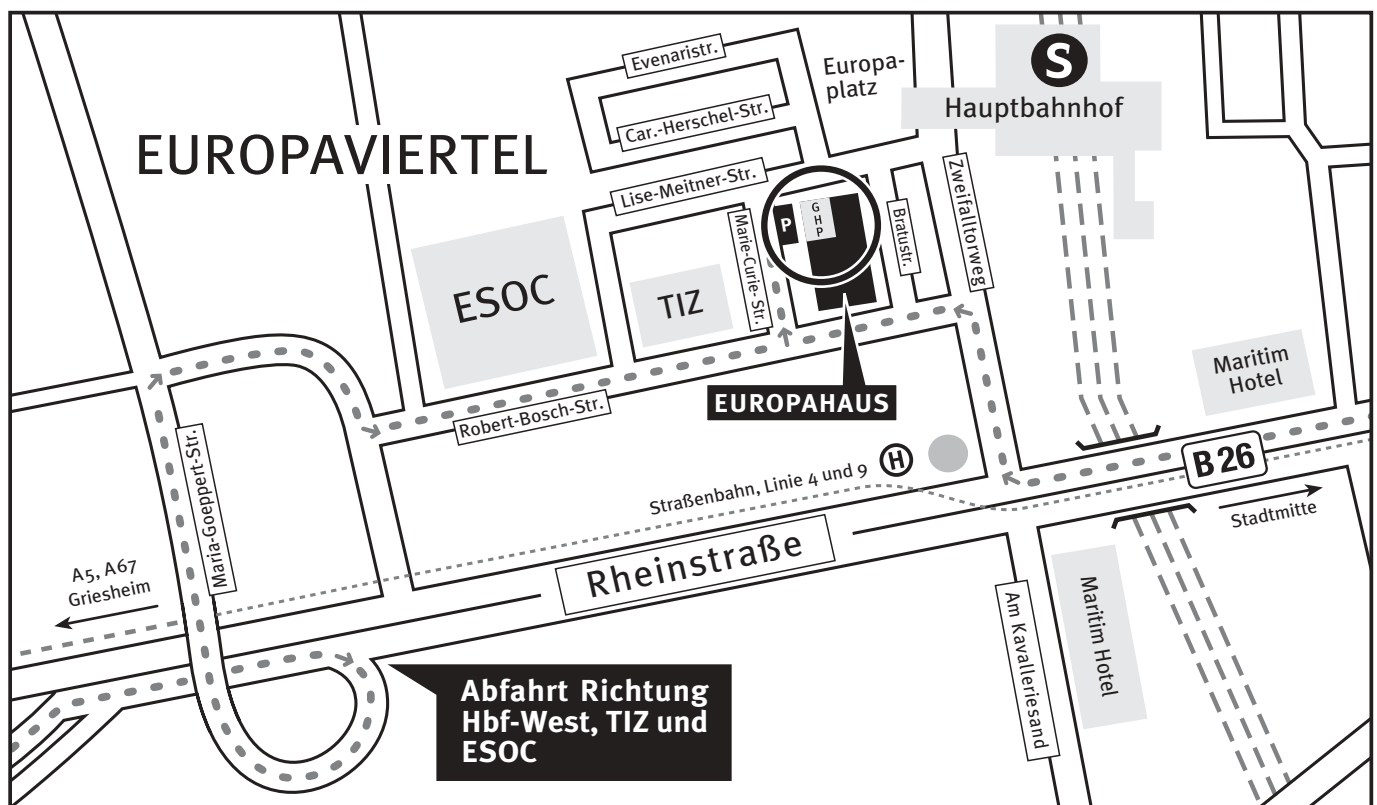 Evenaristr.
Europa-
platz
S
Hauptbahnhof
Car.-Herschel-Str.
EUROPAVIERTEL
Lise-Meitner-Str.
Zweifalltorweg
P
G
H
P
Bratustr.
Marie-Curie- Str.
ESOC
TIZ
Maritim
Hotel
EUROPAHAUS
Robert-Bosch-Str.
Maria-Goeppert-Str.
H
B 26
Straßenbahn, Linie 4 und 9
Stadtmitte
Rheinstraße
A5, A67
Griesheim
Am Kavalleriesand
Maritim Hotel
Abfahrt Richtung
Hbf-West, TIZ und
ESOC